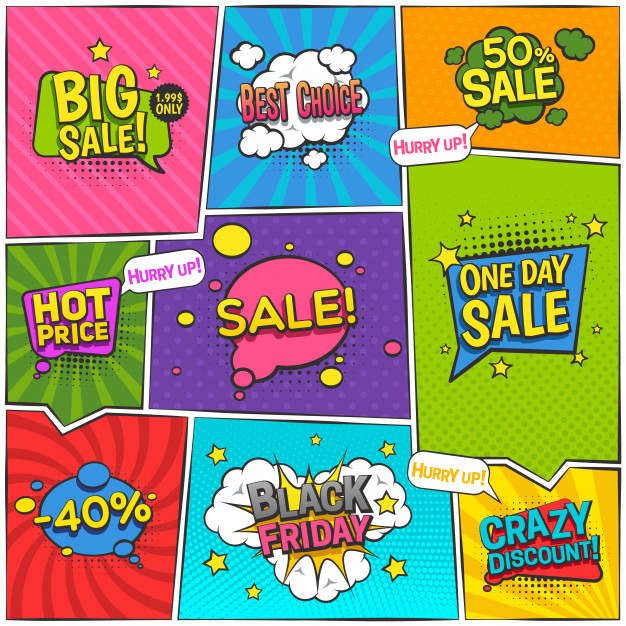 BIG
SALE!
1.99$
ONLY
BEST CHOICE
50%
SALE
HURRY UP!
HOT
PRICE
HURRY UP!
SALE!
ONE DAY
SALE
-40%
BLACK
FRIDAY
HURRY UP!
CRAZY
DISCOUNT!